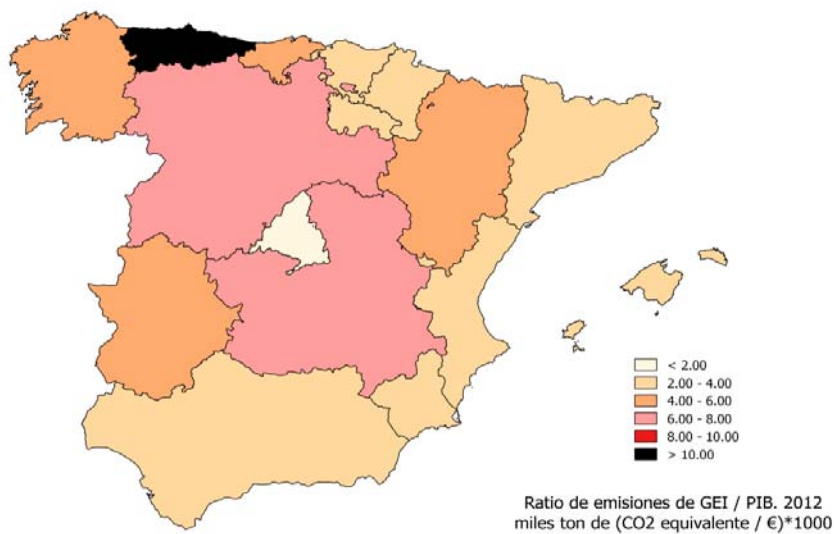 < 2.00
2.00 - 4.00
4.00 - 6.00
6.00 - 8.00
8.00 - 10.00
> 10.00
Ratio de emisiones de GEI / PIB. 2012
miles ton de (CO2 equivalente / €)*1000